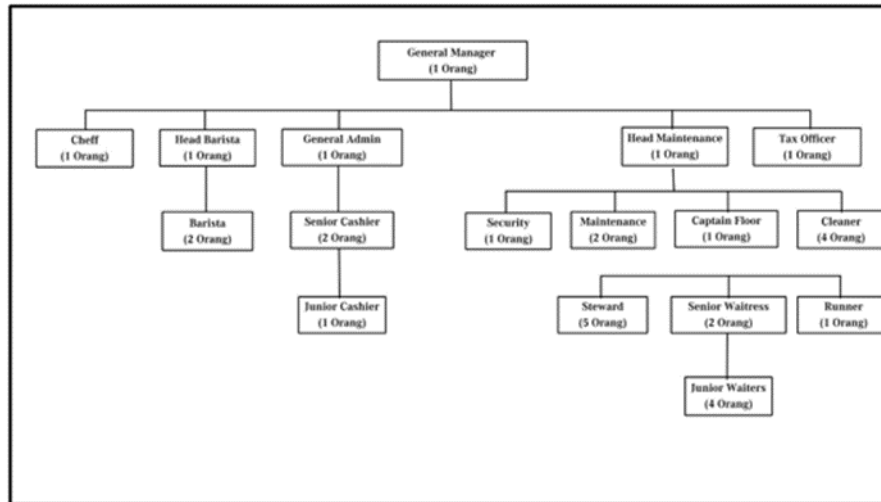 General Manager
(1 Orang)
Cheff
(1 Orang)
Head Barista
(1 Orang)
General Admin
(1 Orang)
Head Maintenance
(1 Orang)
Tax Officer
(1 Orang)
Barista
(2 Orang)
Senior Cashier
(2 Orang)
Security
(1 Orang)
Maintenance
(2 Orang)
Captain Floor
(1 Orang)
Cleaner
(4 Orang)
Junior Cashier
(1 Orang)
Steward
(5 Orang)
Senior Waitress
(2 Orang)
Runner
(1 Orang)
Junior Waiters
(4 Orang)